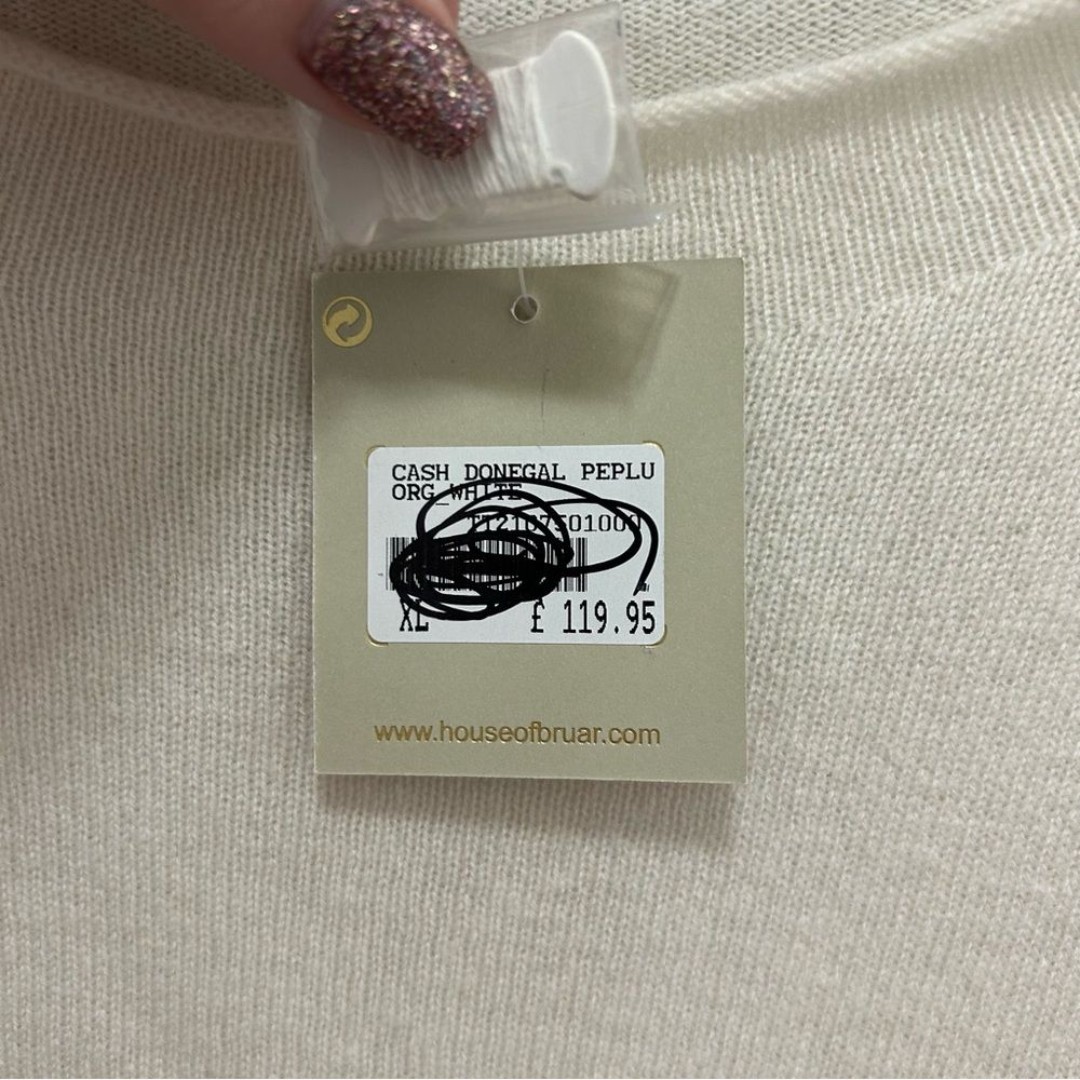 CASH DONEGAL PEPLU
ORG_WHITE
XL £ 119.95
www.houseofbruar.com